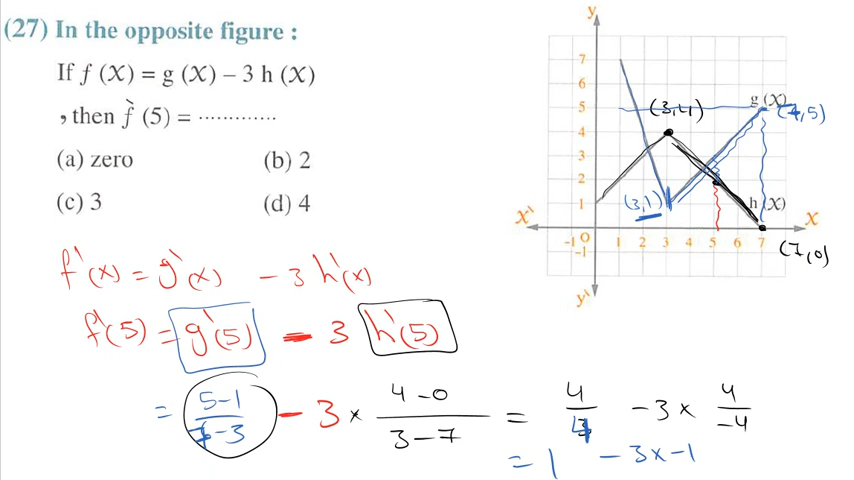 (27) In the opposite figure :
If f (X) = g (X) – 3 h (X)
, then f̀ (5) = .............
(a) zero (b) 2
(c) 3 (d) 4
y
7
6
5
4
3
2
1
-1 0 1 2 3 4 5 6 7
-1
X' X
y'
g (X)
h (X)
(3,4)
(7,5)
(3,1)
(7,0)
f'(x) = g'(x) - 3 h'(x)
f'(5) = g'(5) - 3 h'(5)
= 5-1/7-3 - 3 × 4-0/3-7 = 4/4 - 3 × 4/-4
= 1 - 3 x -1